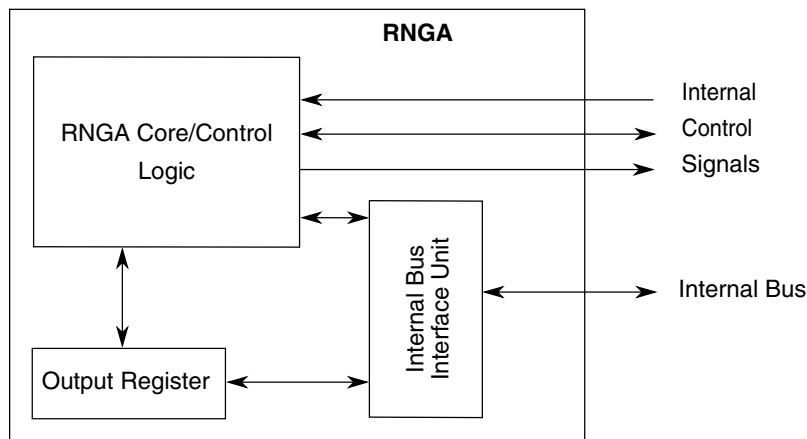 RNGA
RNGA Core/Control
Logic
Internal
Control
Signals
Internal Bus
Interface Unit
Internal Bus
Output Register